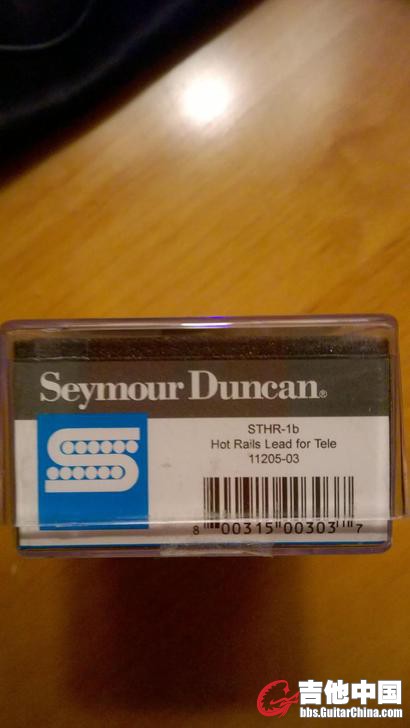 Seymour Duncan®
STHR-1b
Hot Rails Lead for Tele
11205-03
8 00315 00303 7
吉他中国
bbs.GuitarChina.com